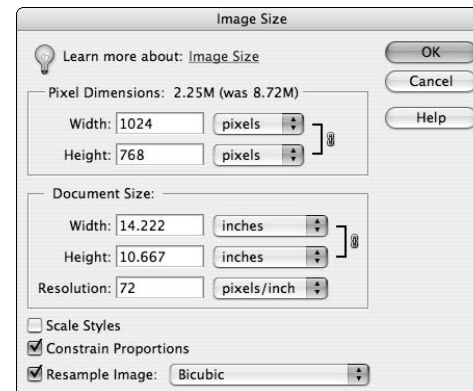 Image Size
Learn more about: Image Size
OK
Cancel
Help
Pixel Dimensions: 2.25M (was 8.72M)
Width: 1024 pixels
Height: 768 pixels
Document Size:
Width: 14.222 inches
Height: 10.667 inches
Resolution: 72 pixels/inch
Scale Styles
Constrain Proportions
Resample Image: Bicubic